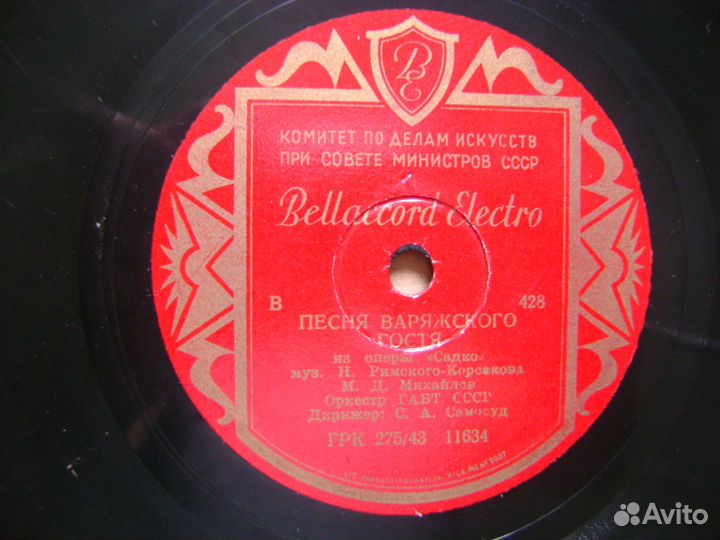 BE
КОМИТЕТ ПО ДЕЛАМ ИСКУССТВ
ПРИ СОВЕТЕ МИНИСТРОВ СССР
Bellaccord Electro
В 428
ПЕСНЯ ВАРЯЖСКОГО
ГОСТЯ
из оперы «Садко»
муз. Н. Римского-Корсакова
М. Д. Михайлов
Оркестр ГАБТ СССР
Дирижер: С. А. Самосуд
ГРК 275/43 11634
Avito